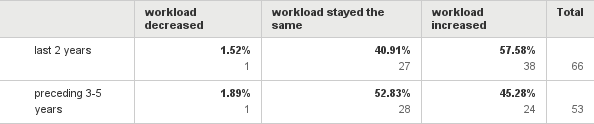 workload decreased workload stayed the same workload increased Total
last 2 years 1.52% 40.91% 57.58%
1 27 38 66
preceding 3-5 years 1.89% 52.83% 45.28%
1 28 24 53